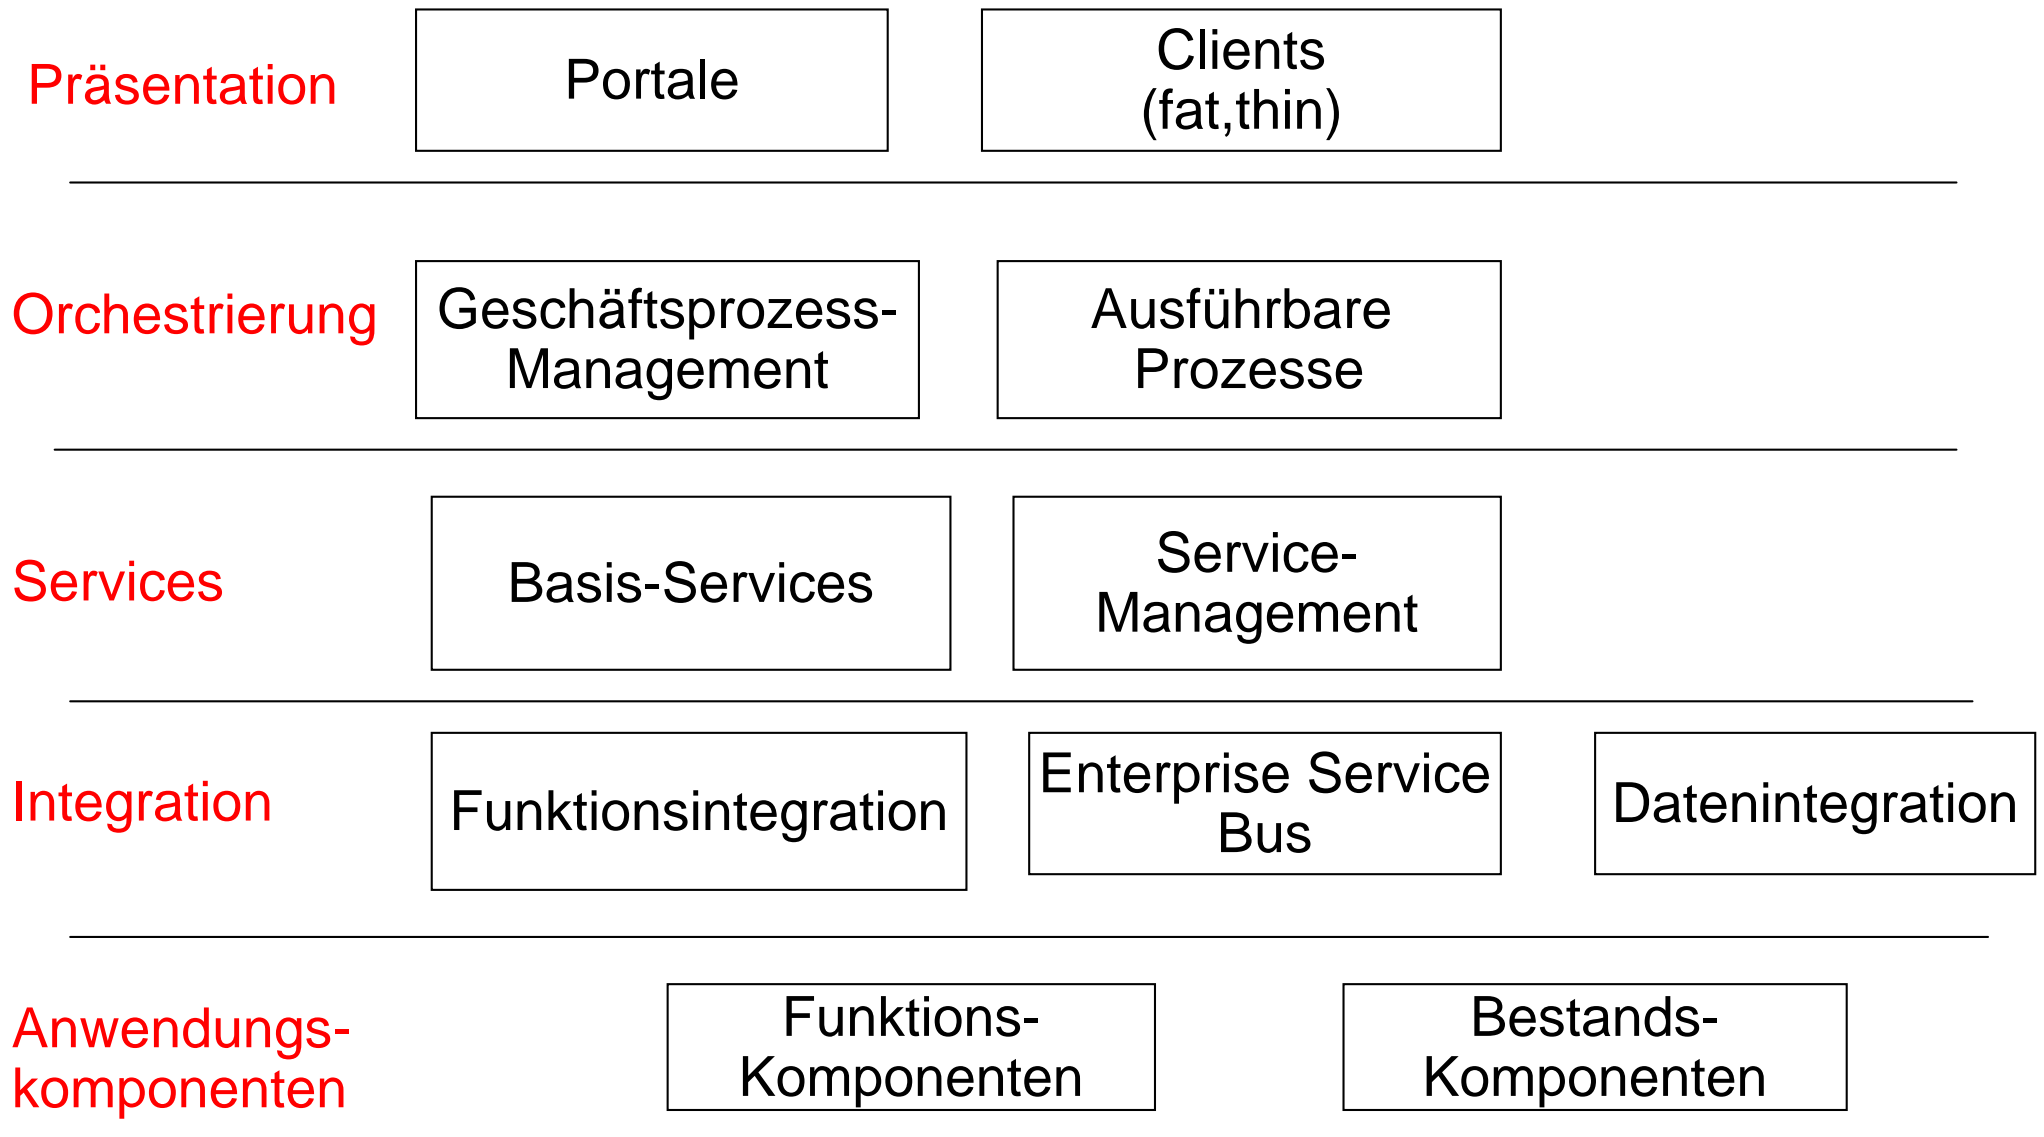 Präsentation
Portale
Clients
(fat,thin)
Orchestrierung
Geschäftsprozess-
Management
Ausführbare
Prozesse
Services
Basis-Services
Service-
Management
Integration
Funktionsintegration
Enterprise Service
Bus
Datenintegration
Anwendungs-
komponenten
Funktions-
Komponenten
Bestands-
Komponenten